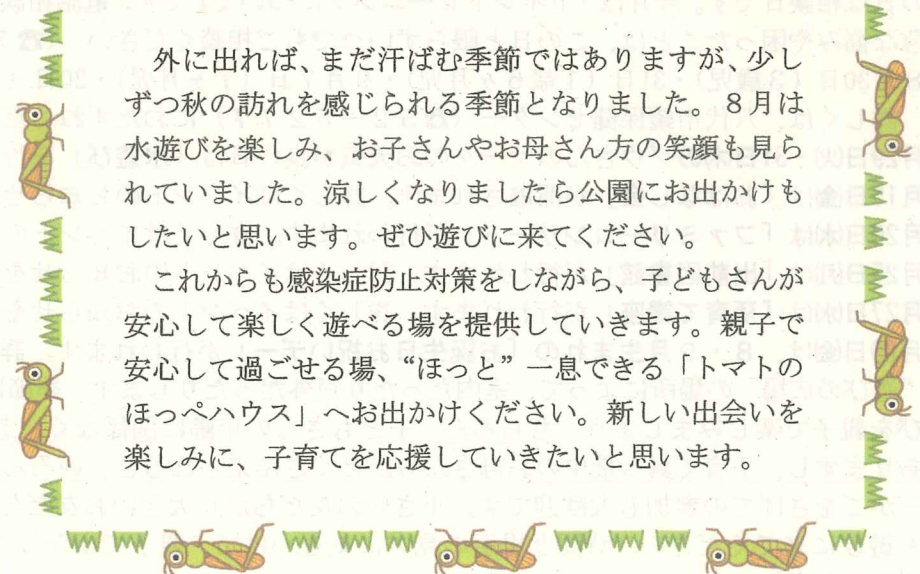 外に出れば、まだ汗ばむ季節ではありますが、少し
ずつ秋の訪れを感じられる季節となりました。８月は
水遊びを楽しみ、お子さんやお母さん方の笑顔も見ら
れていました。涼しくなりましたら公園にお出かけも
したいと思います。ぜひ遊びに来てください。
これからも感染症防止対策をしながら、子どもさんが
安心して楽しく遊べる場を提供していきます。親子で
安心して過ごせる場、“ほっと” 一息できる「トマトの
ほっぺハウス」へお出かけください。新しい出会いを
楽しみに、子育てを応援していきたいと思います。